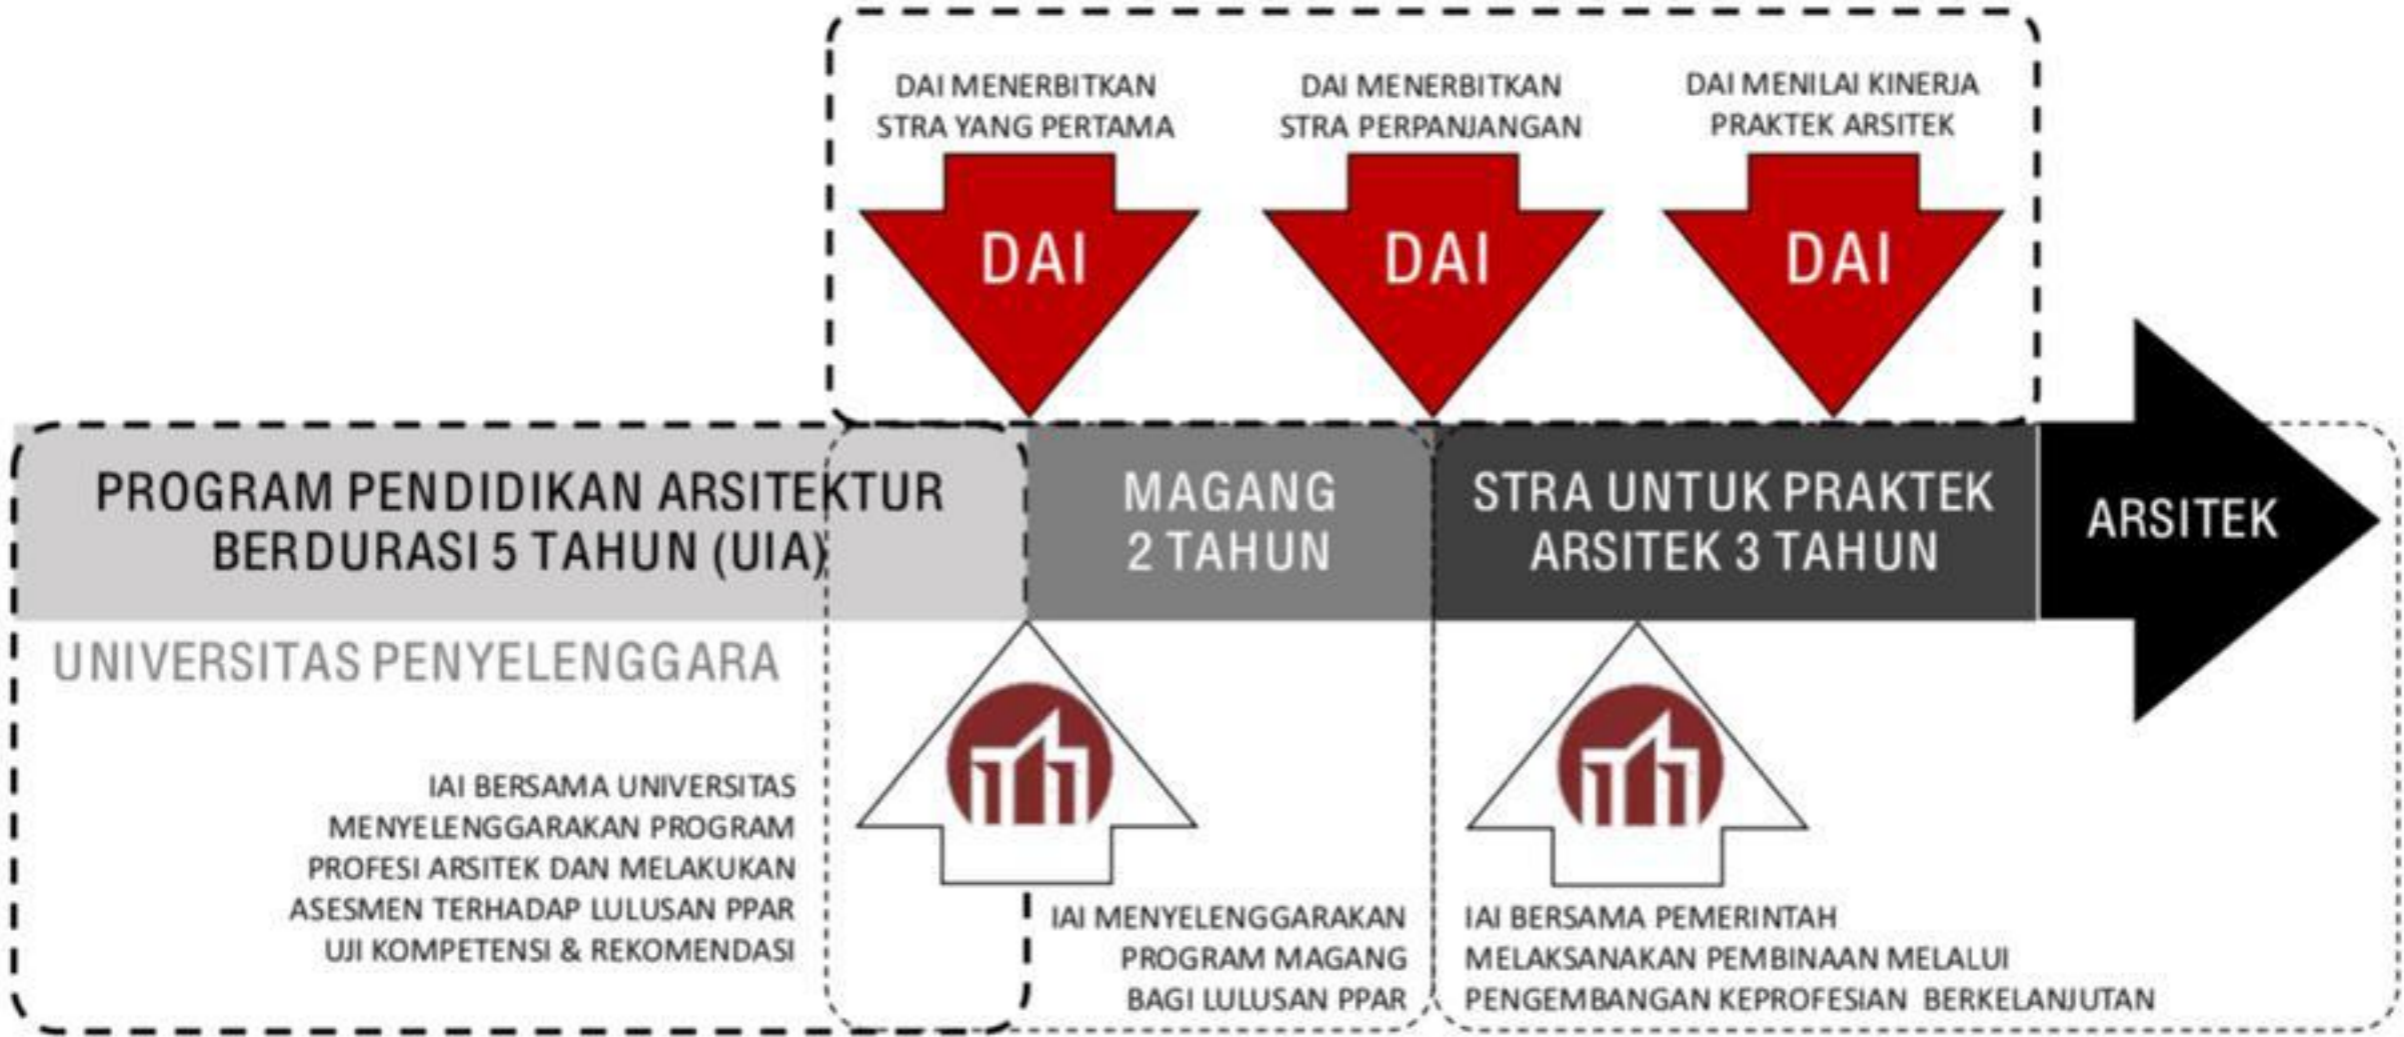 DAI MENERBITKAN
STRA YANG PERTAMA
DAI MENERBITKAN
STRA PERPANJANGAN
DAI MENILAI KINERJA
PRAKTEK ARSITEK
DAI
DAI
DAI
PROGRAM PENDIDIKAN ARSITEKTUR
BERDURASI 5 TAHUN (UIA)
MAGANG
2 TAHUN
STRA UNTUK PRAKTEK
ARSITEK 3 TAHUN
ARSITEK
UNIVERSITAS PENYELENGGARA
IAI BERSAMA UNIVERSITAS
MENYELENGGARAKAN PROGRAM
PROFESI ARSITEK DAN MELAKUKAN
ASESMEN TERHADAP LULUSAN PPAR
UJI KOMPETENSI & REKOMENDASI
IAI MENYELENGGARAKAN
PROGRAM MAGANG
BAGI LULUSAN PPAR
IAI BERSAMA PEMERINTAH
MELAKSANAKAN PEMBINAAN MELALUI
PENGEMBANGAN KEPROFESIAN BERKELANJUTAN